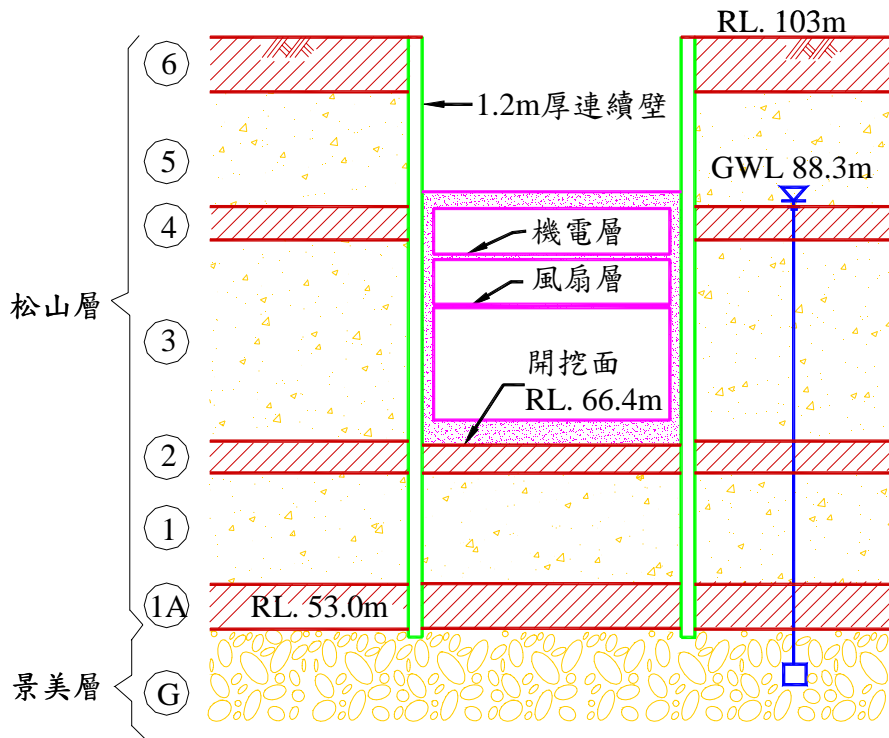 RL. 103m
6
1.2m厚連續壁
5
GWL 88.3m
4
機電層
風扇層
松山層
3
開挖面
RL. 66.4m
2
1
1A
RL. 53.0m
景美層
G